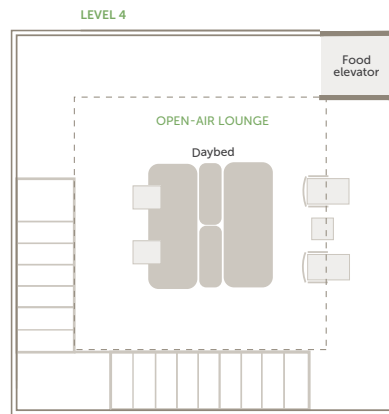 LEVEL 4
Food
elevator
OPEN-AIR LOUNGE
Daybed